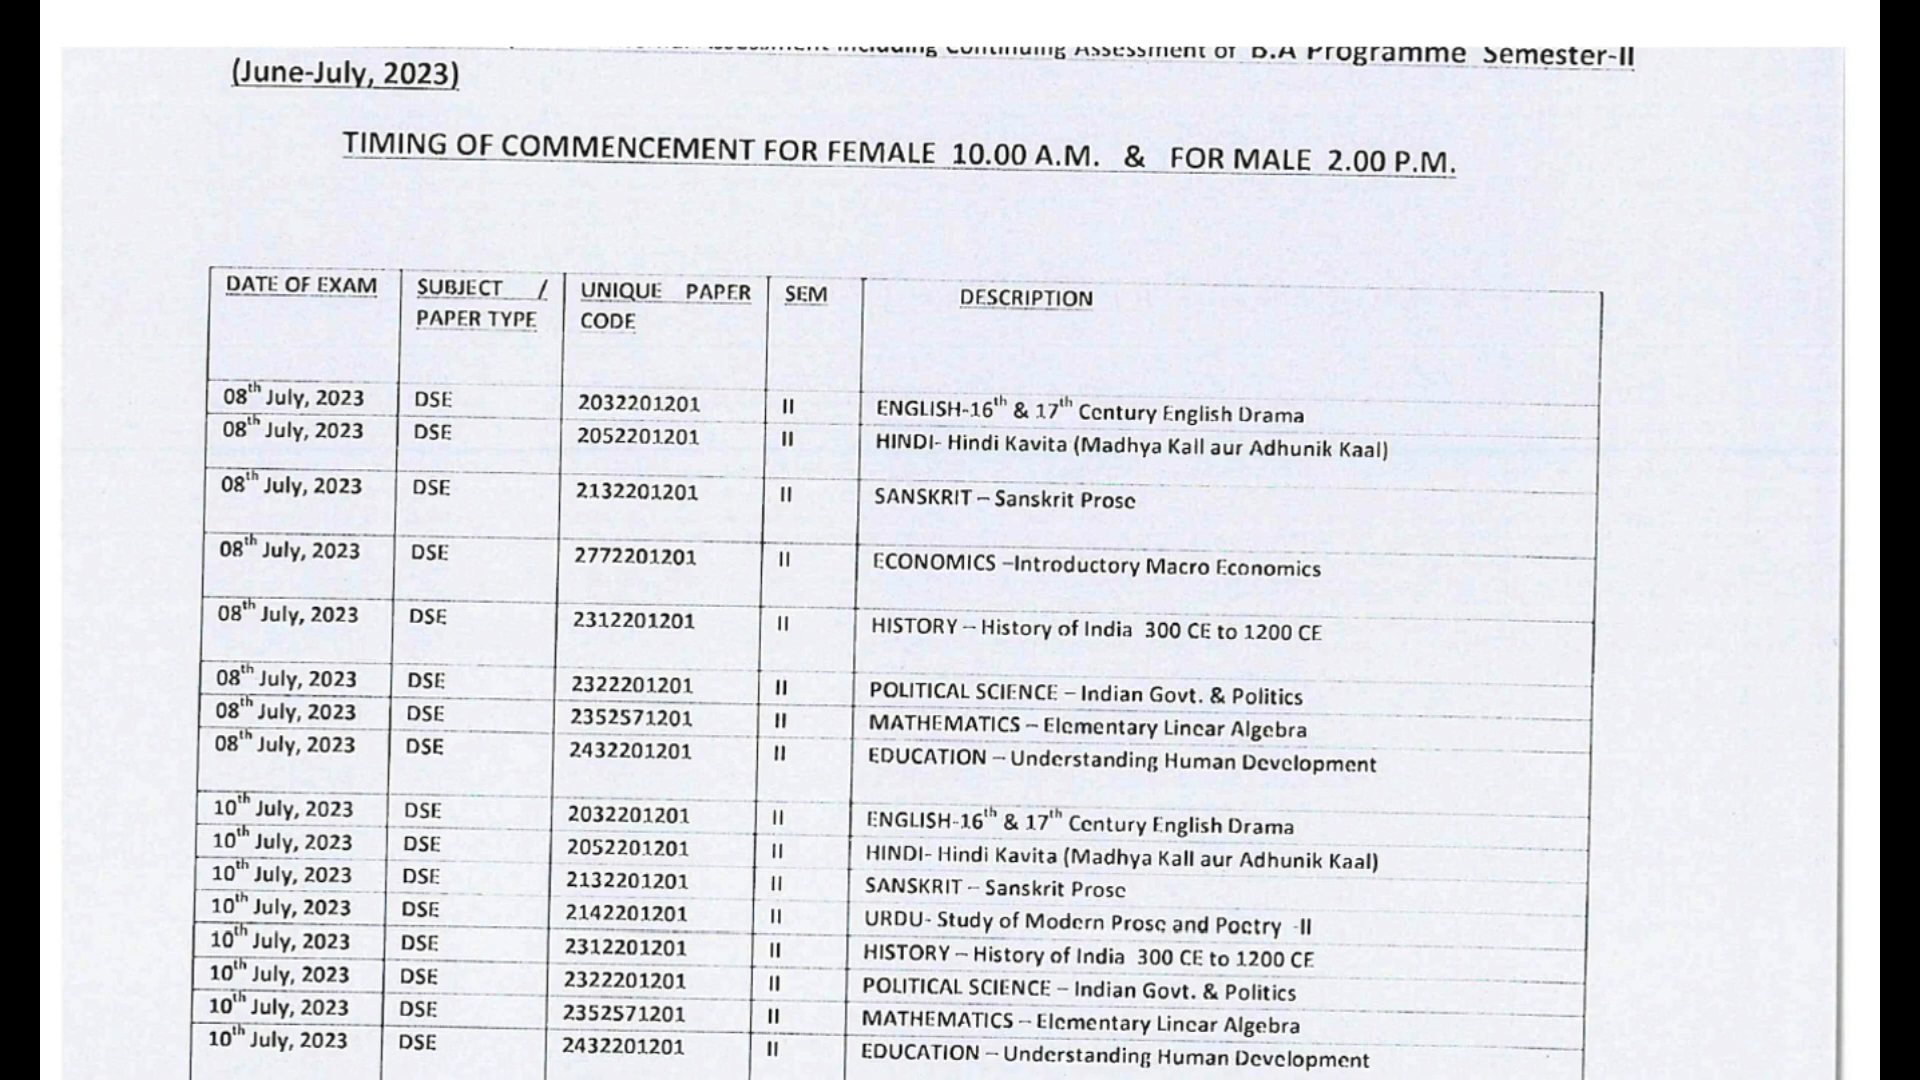 Assessment including Continuing Assessment of B.A Programme Semester-II
(June-July, 2023)
TIMING OF COMMENCEMENT FOR FEMALE 10.00 A.M. & FOR MALE 2.00 P.M.
DATE OF EXAM SUBJECT / PAPER TYPE UNIQUE PAPER CODE SEM DESCRIPTION
08th July, 2023 DSE 2032201201 II ENGLISH-16th & 17th Century English Drama
08th July, 2023 DSE 2052201201 II HINDI- Hindi Kavita (Madhya Kall aur Adhunik Kaal)
08th July, 2023 DSE 2132201201 II SANSKRIT – Sanskrit Prose
08th July, 2023 DSE 2772201201 II ECONOMICS –Introductory Macro Economics
08th July, 2023 DSE 2312201201 II HISTORY – History of India 300 CE to 1200 CE
08th July, 2023 DSE 2322201201 II POLITICAL SCIENCE – Indian Govt. & Politics
08th July, 2023 DSE 2352571201 II MATHEMATICS – Elementary Linear Algebra
08th July, 2023 DSE 2432201201 II EDUCATION – Understanding Human Development
10th July, 2023 DSE 2032201201 II ENGLISH-16th & 17th Century English Drama
10th July, 2023 DSE 2052201201 II HINDI- Hindi Kavita (Madhya Kall aur Adhunik Kaal)
10th July, 2023 DSE 2132201201 II SANSKRIT – Sanskrit Prose
10th July, 2023 DSE 2142201201 II URDU- Study of Modern Prose and Poetry -II
10th July, 2023 DSE 2312201201 II HISTORY – History of India 300 CE to 1200 CE
10th July, 2023 DSE 2322201201 II POLITICAL SCIENCE – Indian Govt. & Politics
10th July, 2023 DSE 2352571201 II MATHEMATICS – Elementary Linear Algebra
10th July, 2023 DSE 2432201201 II EDUCATION – Understanding Human Development